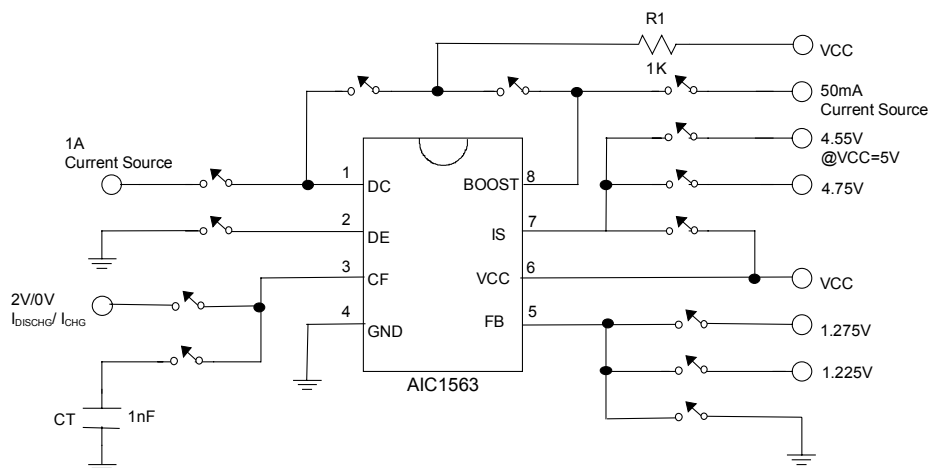 R1
VCC
1K
50mA
Current Source
4.55V
@VCC=5V
4.75V
1A
Current Source
1
DC
BOOST
8
2
DE
IS
7
3
CF
VCC
6
VCC
2V/0V
IDISCHG/ ICHG
4
GND
FB
5
1.275V
1.225V
AIC1563
CT
1nF